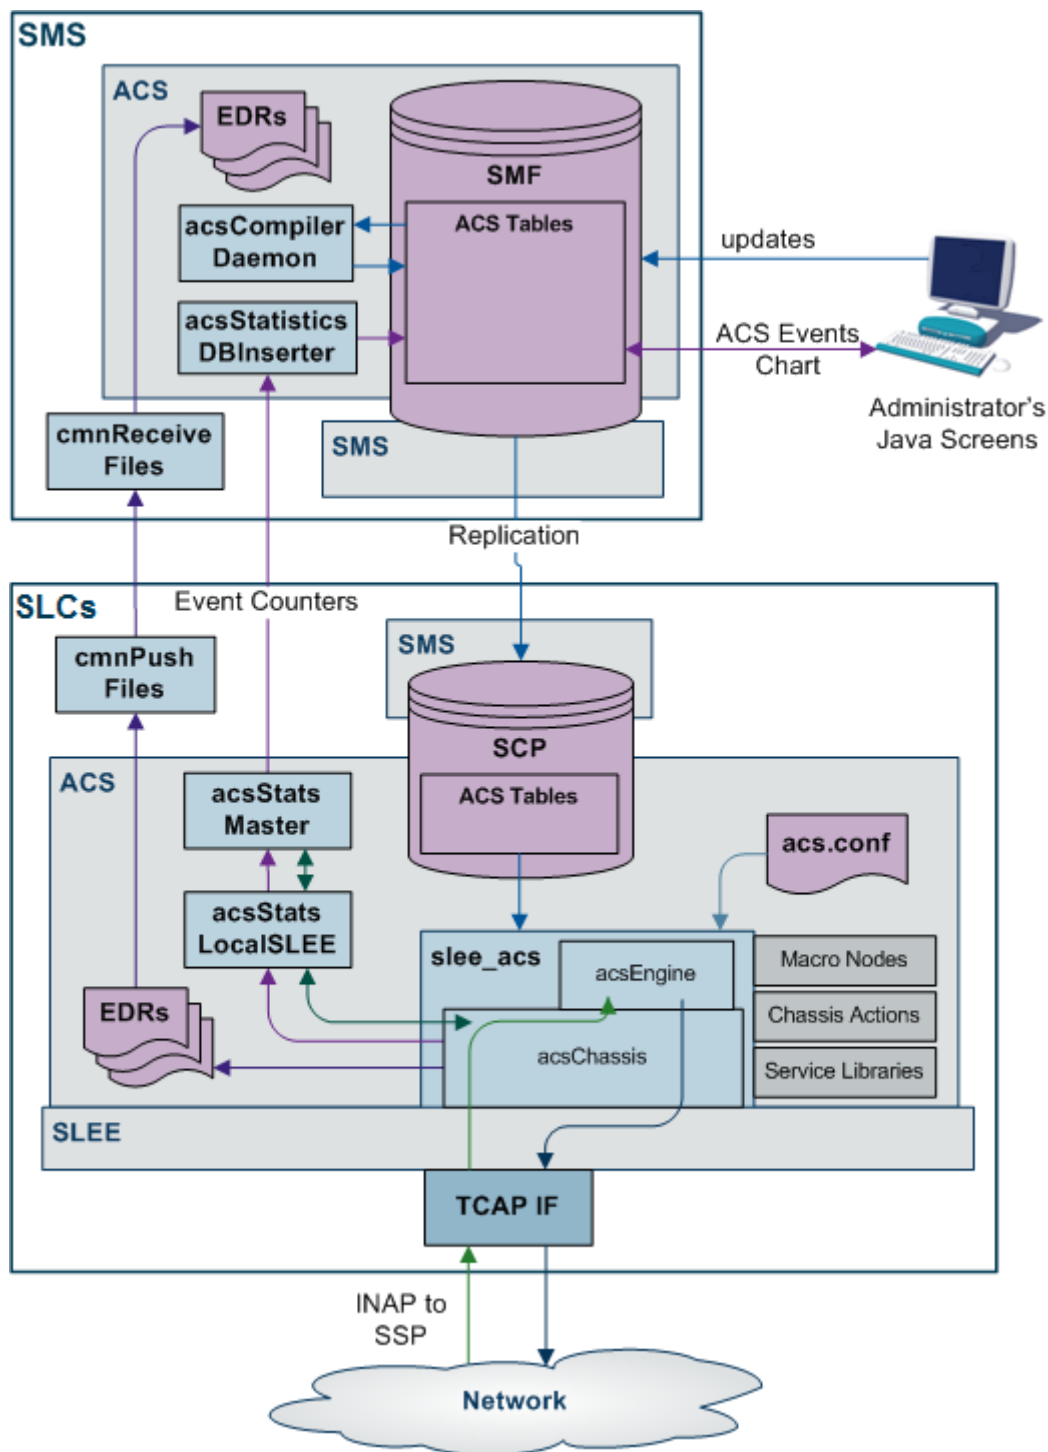 SMS
ACS
EDRs
SMF
acsCompiler
Daemon
ACS Tables
updates
acsStatistics
DBInserter
ACS Events
Chart
Administrator's
Java Screens
cmnReceive
Files
SMS
Replication
SLCs
Event Counters
cmnPush
Files
SMS
SCP
ACS
acsStats
Master
ACS Tables
acs.conf
acsStats
LocalSLEE
slee_acs
acsEngine
Macro Nodes
EDRs
Chassis Actions
acsChassis
Service Libraries
SLEE
TCAP IF
INAP to
SSP
Network